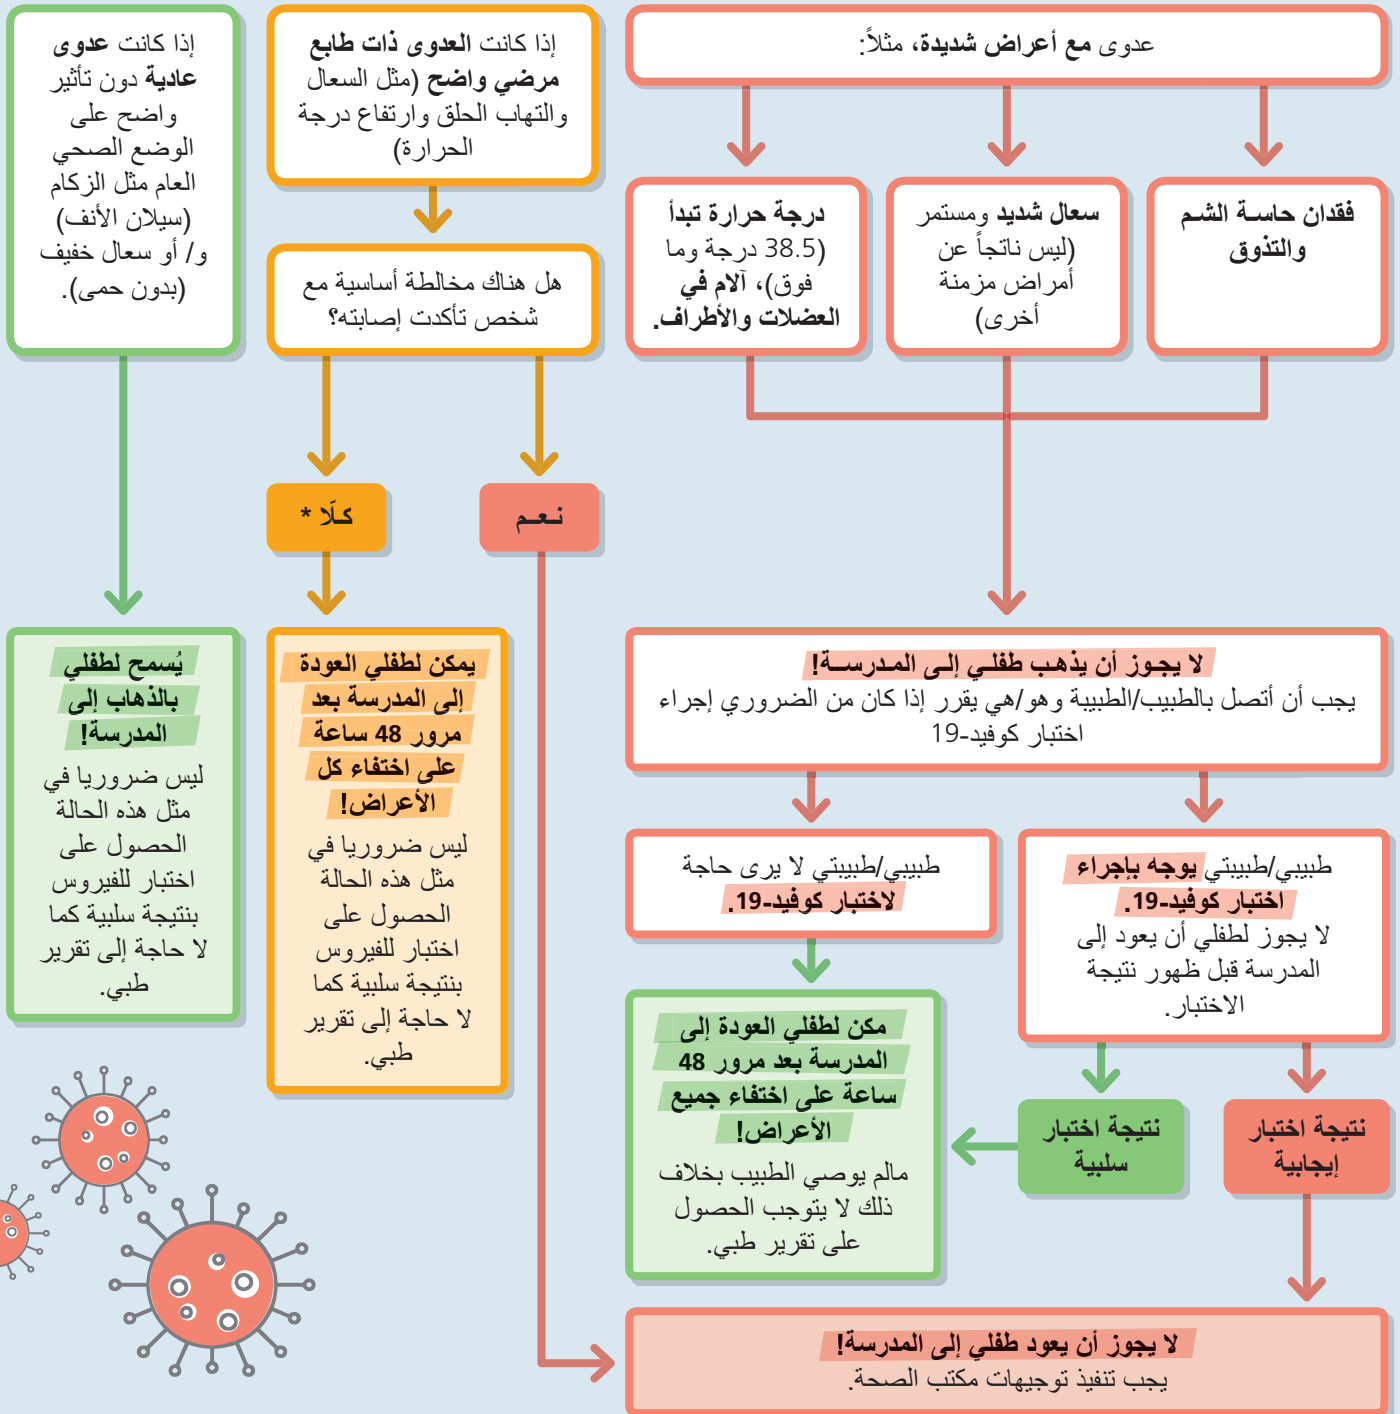 عدوى مع أعراض شديدة، مثلاً:
فقدان حاسة الشم
والتذوق
سعال شديد ومستمر
(ليس ناتجاً عن
أمراض مزمنة
أخرى)
درجة حرارة تبدأ
(38.5 درجة وما
فوق)، آلام في
العضلات والأطراف.
لا يجوز أن يذهب طفلي إلى المدرسة!
يجب أن أتصل بالطبيب/الطبيبة وهو/هي يقرر إذا كان من الضروري إجراء
اختبار كوفيد-19
طبيبي/طبيبتي يوجه بإجراء
اختبار كوفيد-19.
لا يجوز لطفلي أن يعود إلى
المدرسة قبل ظهور نتيجة
الاختبار.
طبيبي/طبيبتي لا يرى حاجة
لاختبار كوفيد-19.
نتيجة اختبار
إيجابية
نتيجة اختبار
سلبية
مكن لطفلي العودة إلى
المدرسة بعد مرور 48
ساعة على اختفاء جميع
الأعراض!
مالم يوصي الطبيب بخلاف
ذلك لا يتوجب الحصول
على تقرير طبي.
لا يجوز أن يعود طفلي إلى المدرسة!
يجب تنفيذ توجيهات مكتب الصحة.
إذا كانت العدوى ذات طابع
مرضي واضح (مثل السعال
والتهاب الحلق وارتفاع درجة
الحرارة)
هل هناك مخالطة أساسية مع
شخص تأكدت إصابته؟
نعم
كلّا *
يمكن لطفلي العودة
إلى المدرسة بعد
مرور 48 ساعة
على اختفاء كل
الأعراض!
ليس ضروريا في
مثل هذه الحالة
الحصول على
اختبار للفيروس
بنتيجة سلبية كما
لا حاجة إلى تقرير
طبي.
إذا كانت عدوى
عادية دون تأثير
واضح على
الوضع الصحي
العام مثل الزكام
(سيلان الأنف)
و/ أو سعال خفيف
(بدون حمى).
يُسمح لطفلي
بالذهاب إلى
المدرسة!
ليس ضروريا في
مثل هذه الحالة
الحصول على
اختبار للفيروس
بنتيجة سلبية كما
لا حاجة إلى تقرير
طبي.